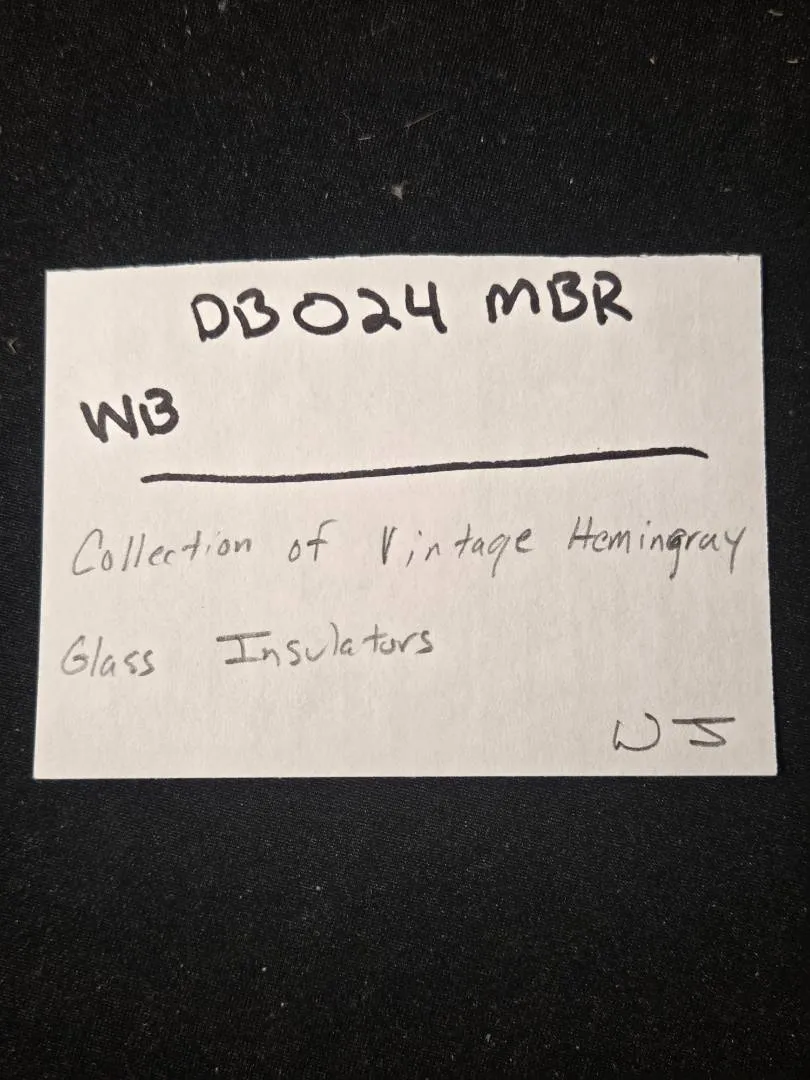 DB024 MBR
WB
Collection of Vintage Hemingray
Glass Insulators
WJ